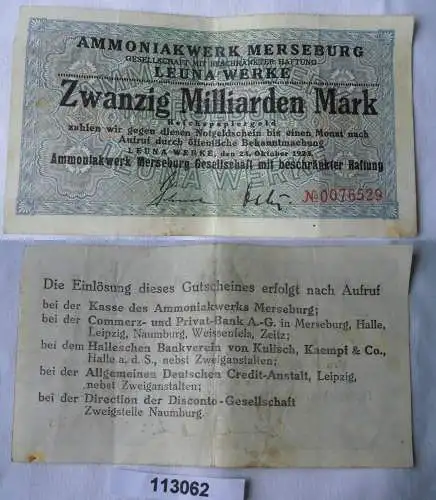 AMMONIAKWERK MERSEBURG
GESELLSCHAFT MIT BESCHRÄNKTER HAFTUNG
LEUNA WERKE
Zwanzig Milliarden Mark
Reichspapiergeld
zahlen wir gegen diesen Notgeldschein bis einen Monat nach
Aufruf durch öffentliche Bekanntmachung
LEUNA WERKE, den 24. Oktober 1923.
Ammoniakwerk Merseburg Gesellschaft mit beschränkter Haftung
№ 0076529
Die Einlösung dieses Gutscheines erfolgt nach Aufruf
bei der Kasse des Ammoniakwerks Merseburg;
bei der Commerz- und Privat-Bank A.-G. in Merseburg, Halle,
Leipzig, Naumburg, Weissenfels, Zeitz;
bei dem Halleschen Bankverein von Kulisch, Kaempf & Co.,
Halle a. d. S., nebst Zweiganstalten;
bei der Allgemeinen Deutschen Credit-Anstalt, Leipzig,
nebst Zweiganstalten;
bei der Direction der Disconto-Gesellschaft
Zweigstelle Naumburg.
113062